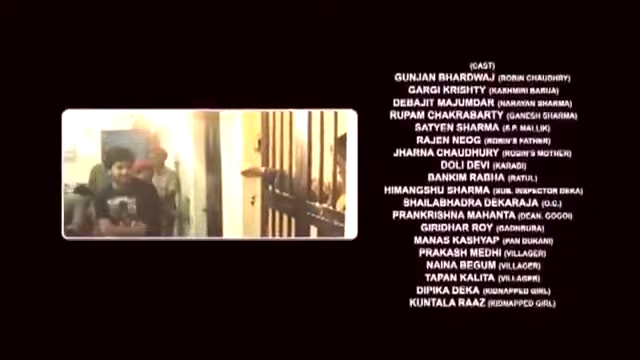 (CAST)
GUNJAN BHARDWAJ (ROBIN CHAUDHRY)
GARGI KRISHTY (KASHMIRI BARUA)
DEBAJIT MAJUMDAR (NARAYAN SHARMA)
RUPAM CHAKRABARTY (GANESH SHARMA)
SATYEN SHARMA (S.P. MALLIK)
RAJEN NEOG (ROBIN'S FATHER)
JHARNA CHAUDHURY (ROBIN'S MOTHER)
DOLI DEVI (KARABI)
BANKIM RABHA (RATUL)
HIMANGSHU SHARMA (SUB. INSPECTOR DEKA)
SHAILABHADRA DEKARAJA (O.C.)
PRANKRISHNA MAHANTA (DEAN. GOGOI)
GIRIDHAR ROY (GAONBURA)
MANAS KASHYAP (PAN DUKANI)
PRAKASH MEDHI (VILLAGER)
NAINA BEGUM (VILLAGER)
TAPAN KALITA (VILLAGER)
DIPIKA DEKA (KIDNAPPED GIRL)
KUNTALA RAAZ (KIDNAPPED GIRL)